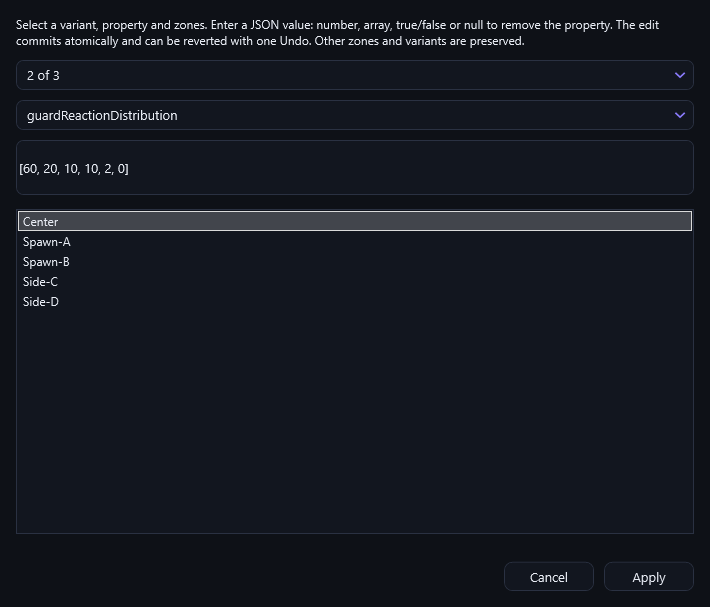 Select a variant, property and zones. Enter a JSON value: number, array, true/false or null to remove the property. The edit
commits atomically and can be reverted with one Undo. Other zones and variants are preserved.
2 of 3
guardReactionDistribution
[60, 20, 10, 10, 2, 0]
Center
Spawn-A
Spawn-B
Side-C
Side-D
Cancel
Apply